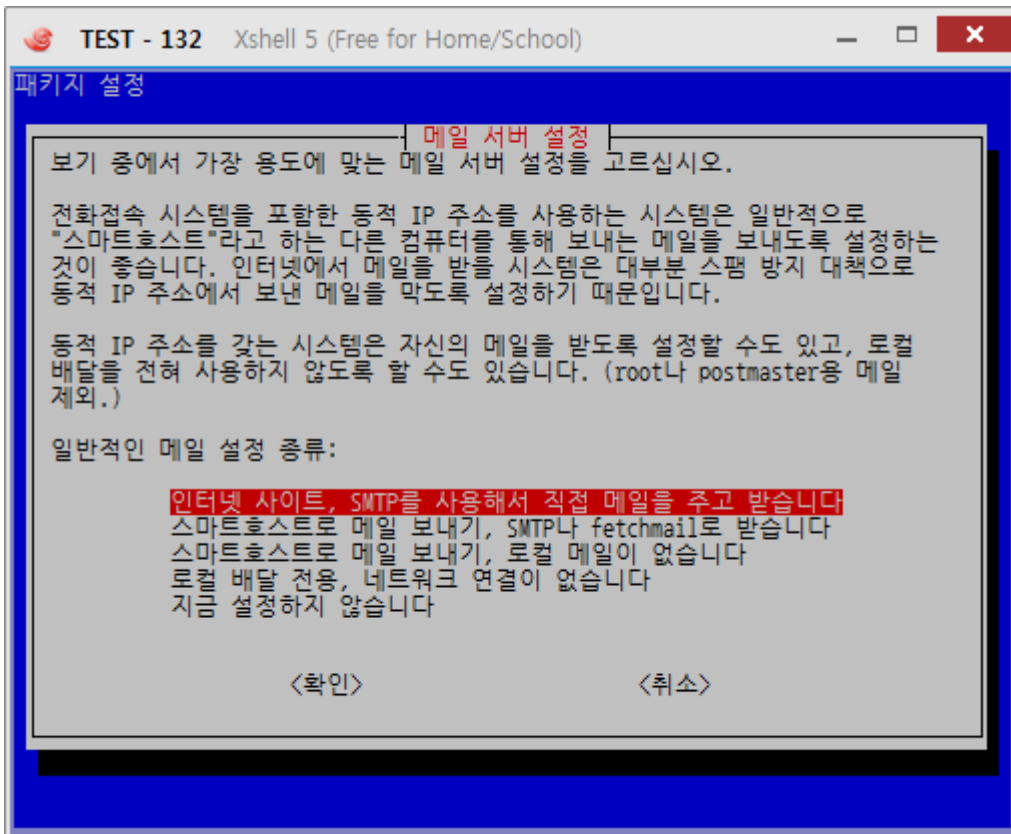 TEST - 132 Xshell 5 (Free for Home/School)
패키지 설정
메일 서버 설정
보기 중에서 가장 용도에 맞는 메일 서버 설정을 고르십시오.
전화접속 시스템을 포함한 동적 IP 주소를 사용하는 시스템은 일반적으로
"스마트호스트"라고 하는 다른 컴퓨터를 통해 보내는 메일을 보내도록 설정하는
것이 좋습니다. 인터넷에서 메일을 받을 시스템은 대부분 스팸 방지 대책으로
동적 IP 주소에서 보낸 메일을 막도록 설정하기 때문입니다.
동적 IP 주소를 갖는 시스템은 자신의 메일을 받도록 설정할 수도 있고, 로컬
배달을 전혀 사용하지 않도록 할 수도 있습니다. (root나 postmaster용 메일
제외.)
일반적인 메일 설정 종류:
인터넷 사이트, SMTP를 사용해서 직접 메일을 주고 받습니다
스마트호스트로 메일 보내기, SMTP나 fetchmail로 받습니다
스마트호스트로 메일 보내기, 로컬 메일이 없습니다
로컬 배달 전용, 네트워크 연결이 없습니다
지금 설정하지 않습니다
<확인> <취소>